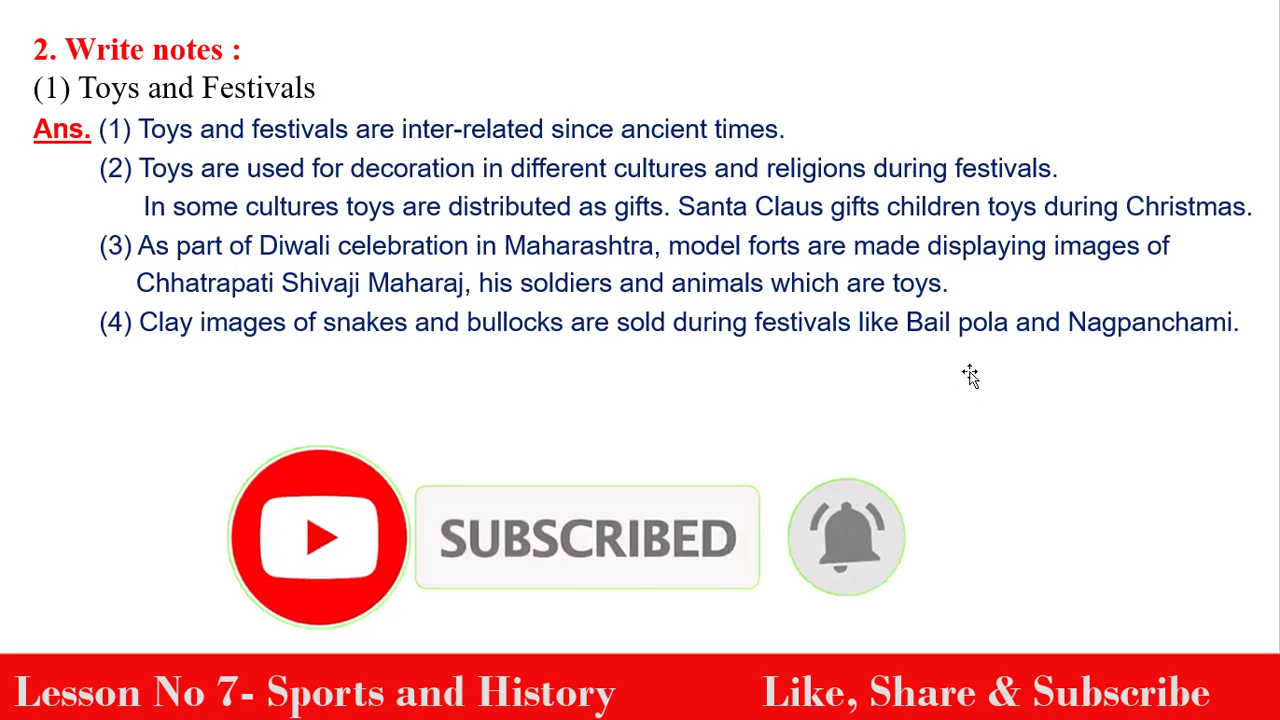 2. Write notes :
(1) Toys and Festivals
Ans. (1) Toys and festivals are inter-related since ancient times.
(2) Toys are used for decoration in different cultures and religions during festivals.
In some cultures toys are distributed as gifts. Santa Claus gifts children toys during Christmas.
(3) As part of Diwali celebration in Maharashtra, model forts are made displaying images of
Chhatrapati Shivaji Maharaj, his soldiers and animals which are toys.
(4) Clay images of snakes and bullocks are sold during festivals like Bail pola and Nagpanchami.
SUBSCRIBED
Lesson No 7- Sports and History Like, Share & Subscribe